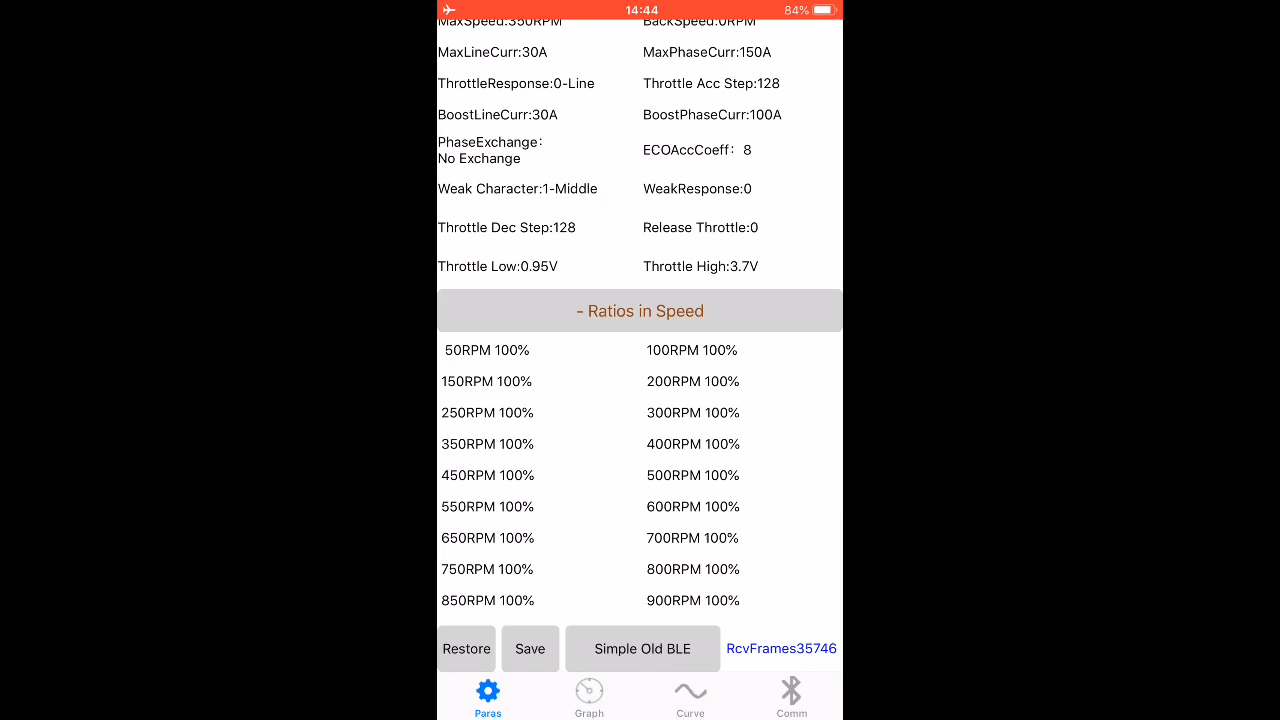 14:44
84%
MaxSpeed:350RPM BackSpeed:0RPM
MaxLineCurr:30A MaxPhaseCurr:150A
ThrottleResponse:0-Line Throttle Acc Step:128
BoostLineCurr:30A BoostPhaseCurr:100A
PhaseExchange：
No Exchange
ECOAccCoeff：8
Weak Character:1-Middle WeakResponse:0
Throttle Dec Step:128 Release Throttle:0
Throttle Low:0.95V Throttle High:3.7V
- Ratios in Speed
50RPM 100% 100RPM 100%
150RPM 100% 200RPM 100%
250RPM 100% 300RPM 100%
350RPM 100% 400RPM 100%
450RPM 100% 500RPM 100%
550RPM 100% 600RPM 100%
650RPM 100% 700RPM 100%
750RPM 100% 800RPM 100%
850RPM 100% 900RPM 100%
Restore Save Simple Old BLE RcvFrames35746
Paras Graph Curve Comm